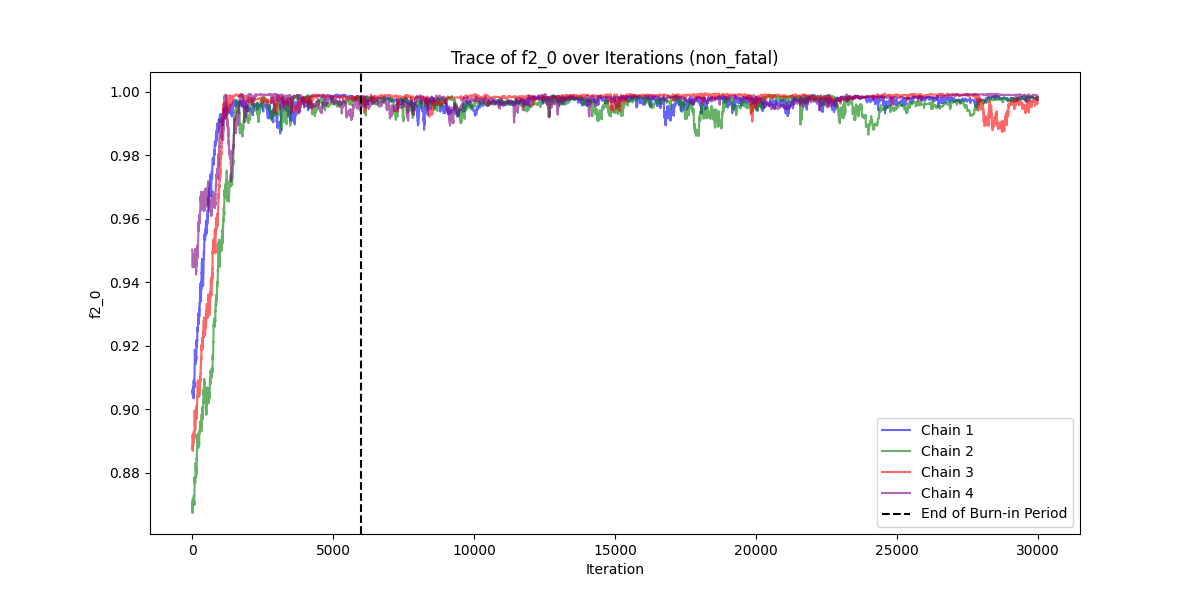 Trace of f2_0 over Iterations (non_fatal)
1.00
0.98
0.96
0.94
0.92
0.90
0.88
f2_0
0 5000 10000 15000 20000 25000 30000
Iteration
Chain 1
Chain 2
Chain 3
Chain 4
End of Burn-in Period